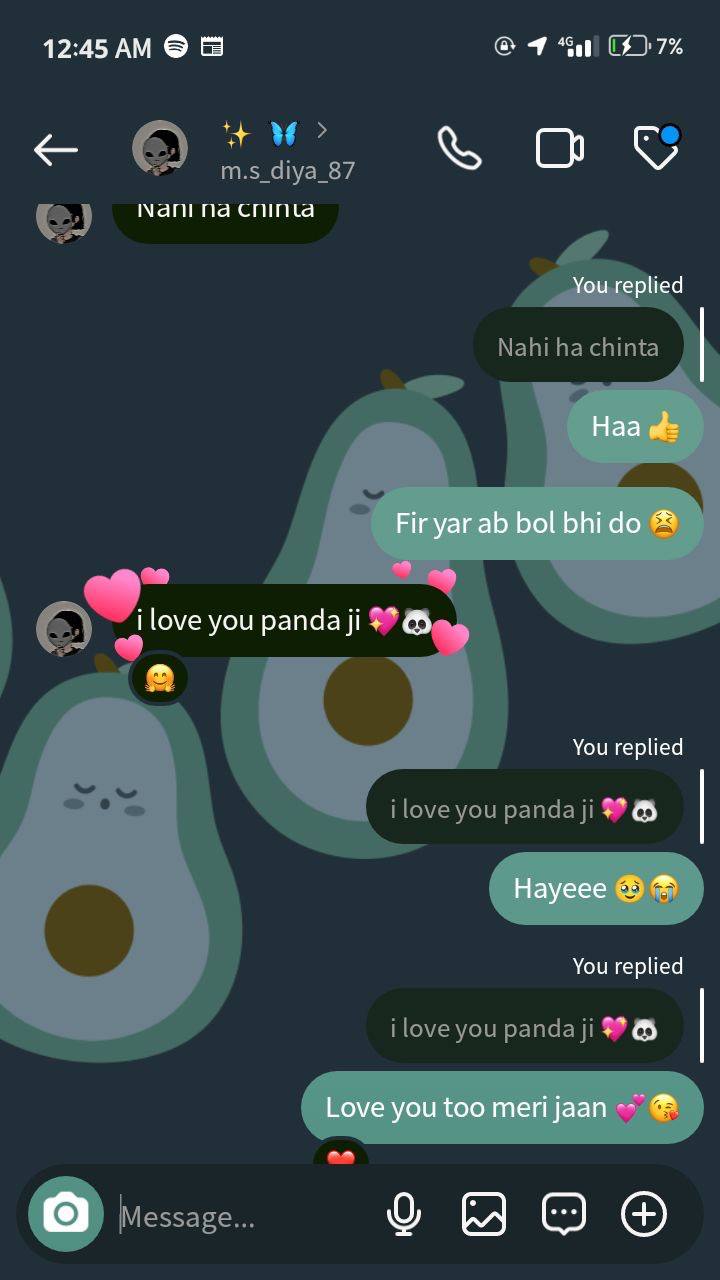 12:45 AM
4G
7%
✨ 🦋
m.s_diya_87
Nahi ha chinta
You replied
Nahi ha chinta
Haa 👍
Fir yar ab bol bhi do 😫
i love you panda ji 💖🐼
You replied
i love you panda ji 💖🐼
Hayeee 🥹😭
You replied
i love you panda ji 💖🐼
Love you too meri jaan 💕😘
Message...